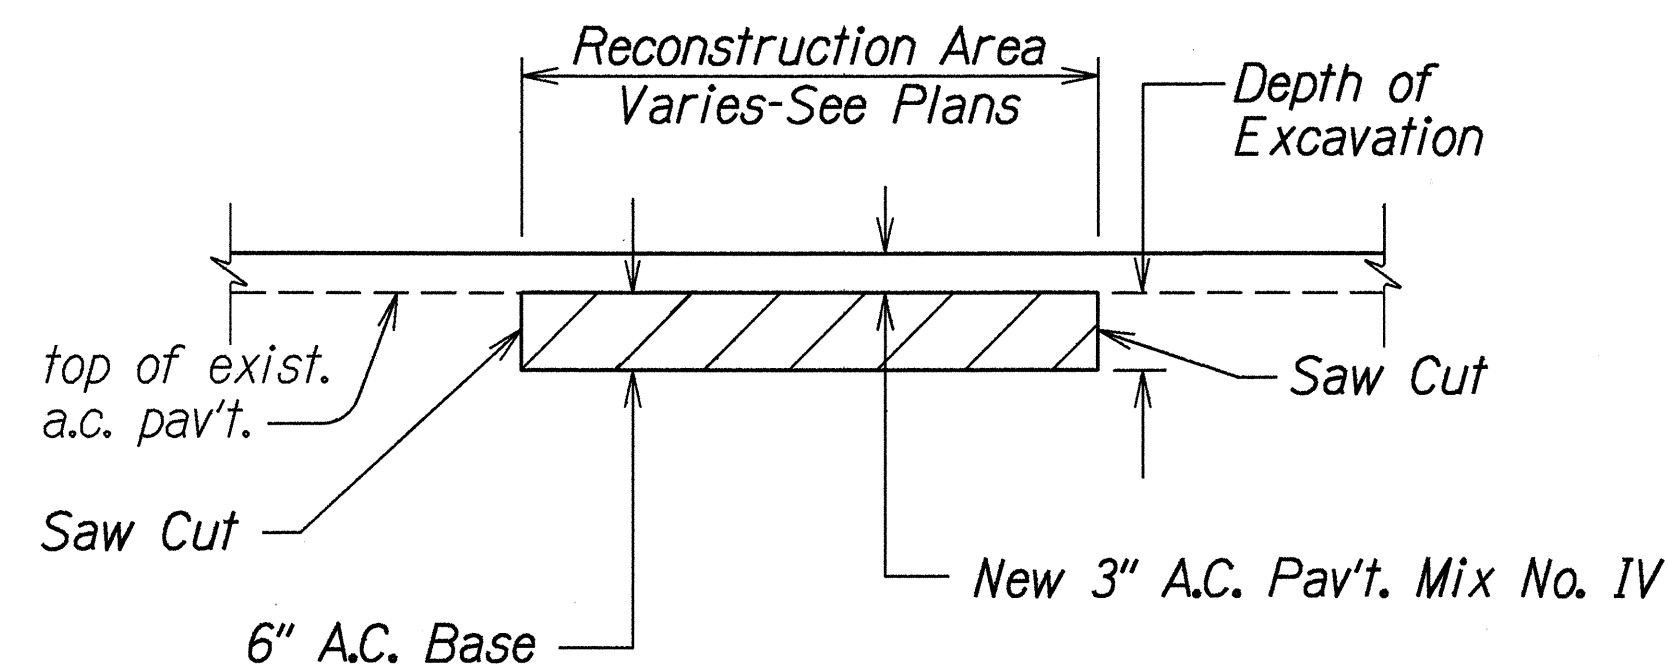 Reconstruction Area
Varies-See Plans
Depth of
Excavation
top of exist.
a.c. pav't.
Saw Cut
Saw Cut
New 3" A.C. Pav't. Mix No. IV
6" A.C. Base